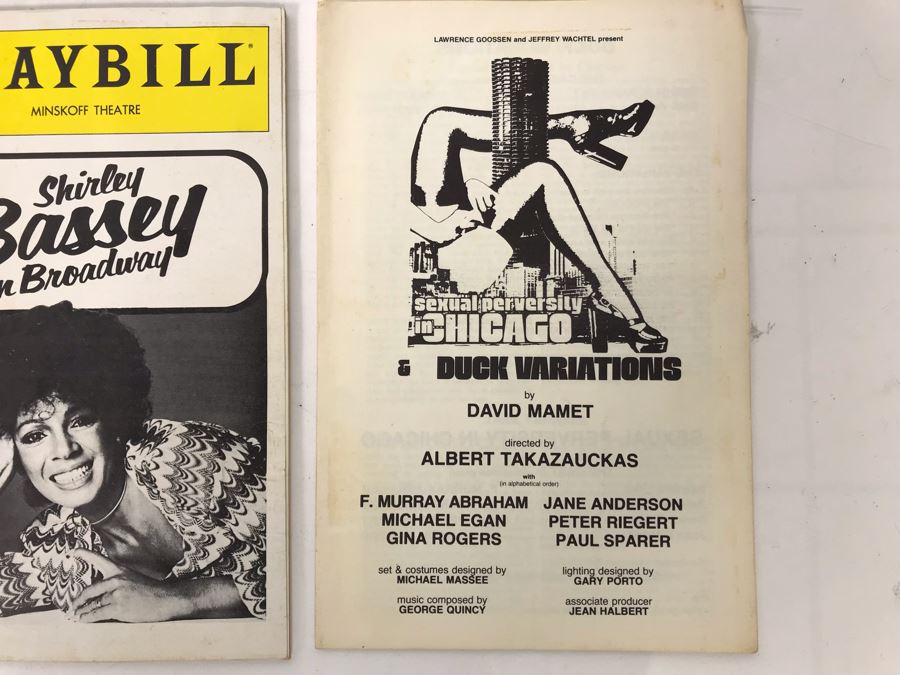 AYBILL
MINSKOFF THEATRE
Shirley
Bassey
n Broadway
LAWRENCE GOOSSEN and JEFFREY WACHTEL present
sexual perversity
in CHICAGO
& DUCK VARIATIONS
by
DAVID MAMET
directed by
ALBERT TAKAZAUCKAS
with
(in alphabetical order)
F. MURRAY ABRAHAM JANE ANDERSON
MICHAEL EGAN PETER RIEGERT
GINA ROGERS PAUL SPARER
set & costumes designed by
MICHAEL MASSEE
lighting designed by
GARY PORTO
music composed by
GEORGE QUINCY
associate producer
JEAN HALBERT